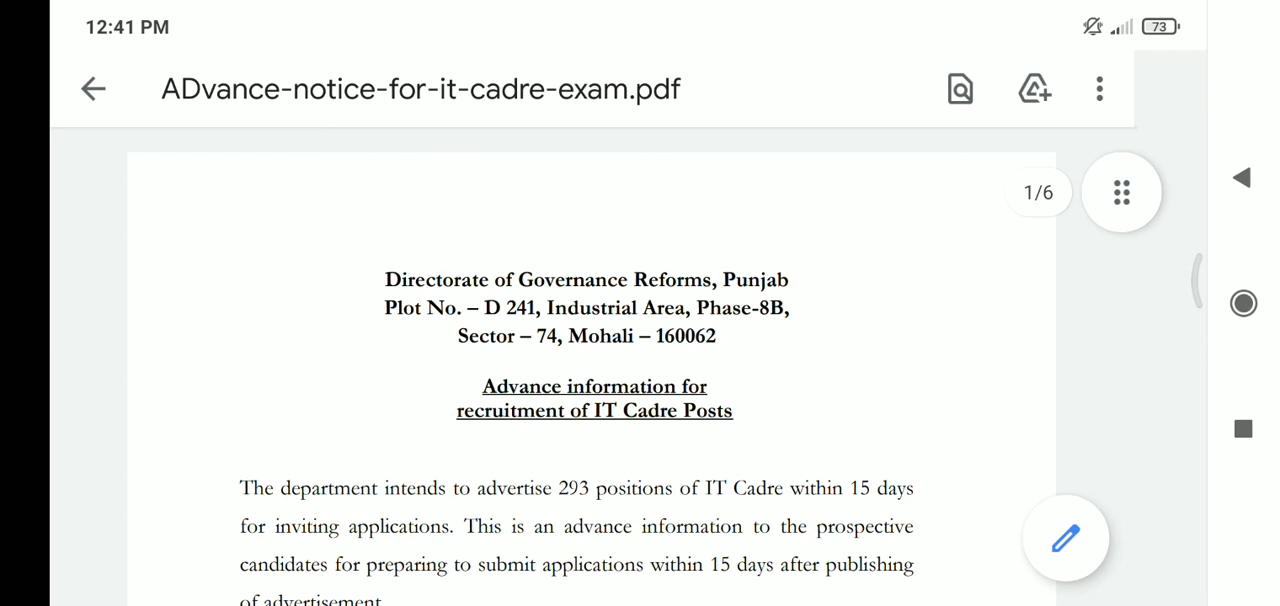 12:41 PM
73
ADvance-notice-for-it-cadre-exam.pdf
1/6
Directorate of Governance Reforms, Punjab
Plot No. – D 241, Industrial Area, Phase-8B,
Sector – 74, Mohali – 160062
Advance information for
recruitment of IT Cadre Posts
The department intends to advertise 293 positions of IT Cadre within 15 days
for inviting applications. This is an advance information to the prospective
candidates for preparing to submit applications within 15 days after publishing
of advertisement